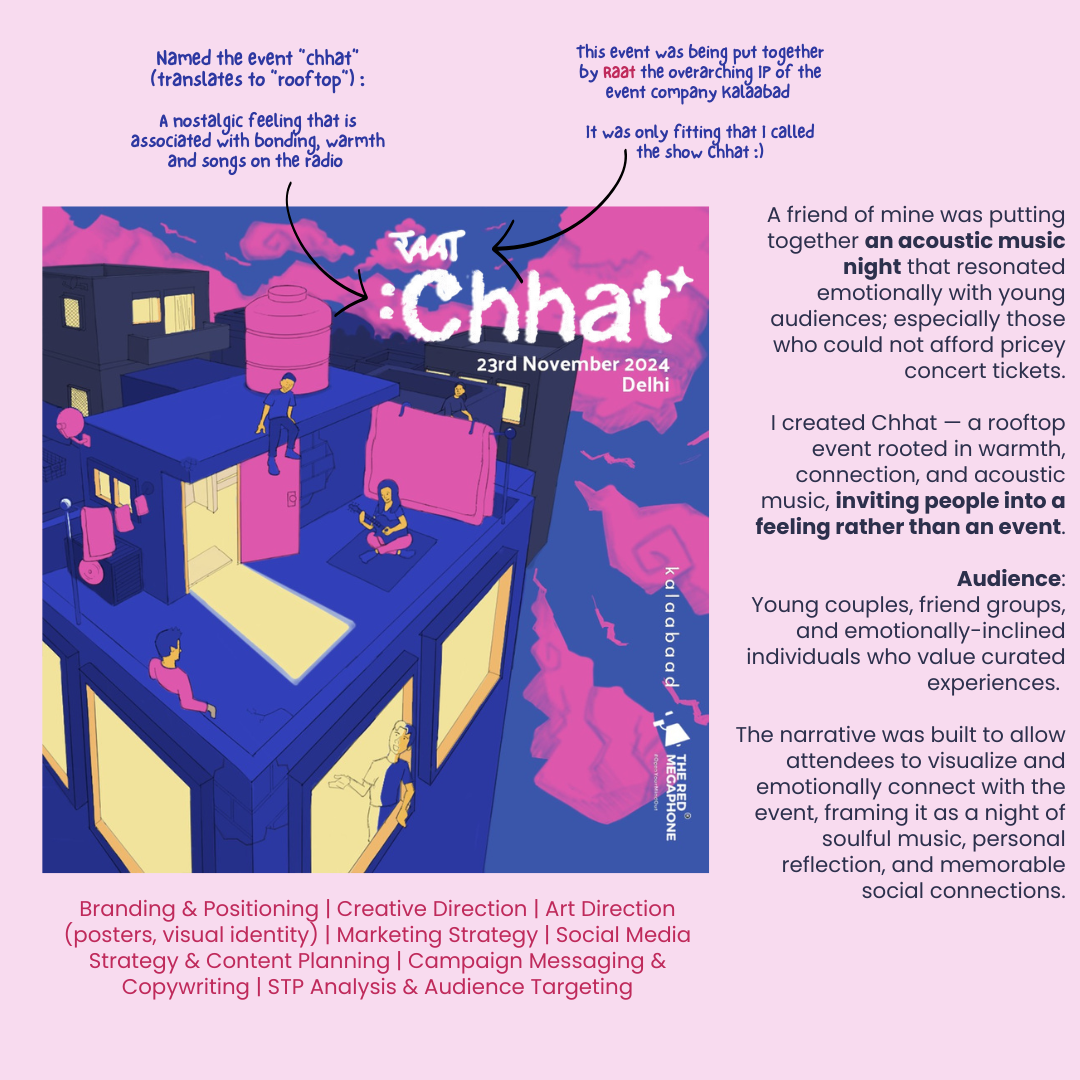 Named the event "chhat"
(translates to "rooftop") :
A nostalgic feeling that is
associated with bonding, warmth
and songs on the radio
This event was being put together
by Raat the overarching IP of the
event company Kalaabad
It was only fitting that I called
the show Chhat :)
रAAT
:Chhat
23rd November 2024
Delhi
kalaabaad
THE RED
MEGAPHONE
A friend of mine was putting
together an acoustic music
night that resonated
emotionally with young
audiences; especially those
who could not afford pricey
concert tickets.
I created Chhat — a rooftop
event rooted in warmth,
connection, and acoustic
music, inviting people into a
feeling rather than an event.
Audience:
Young couples, friend groups,
and emotionally-inclined
individuals who value curated
experiences.
The narrative was built to allow
attendees to visualize and
emotionally connect with the
event, framing it as a night of
soulful music, personal
reflection, and memorable
social connections.
Branding & Positioning | Creative Direction | Art Direction
(posters, visual identity) | Marketing Strategy | Social Media
Strategy & Content Planning | Campaign Messaging &
Copywriting | STP Analysis & Audience Targeting